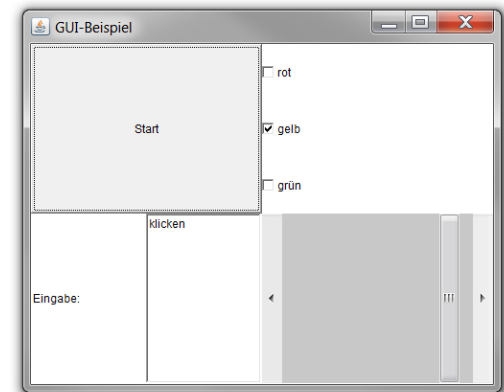 GUI-Beispiel
Start
rot
gelb
grün
Eingabe:
klicken